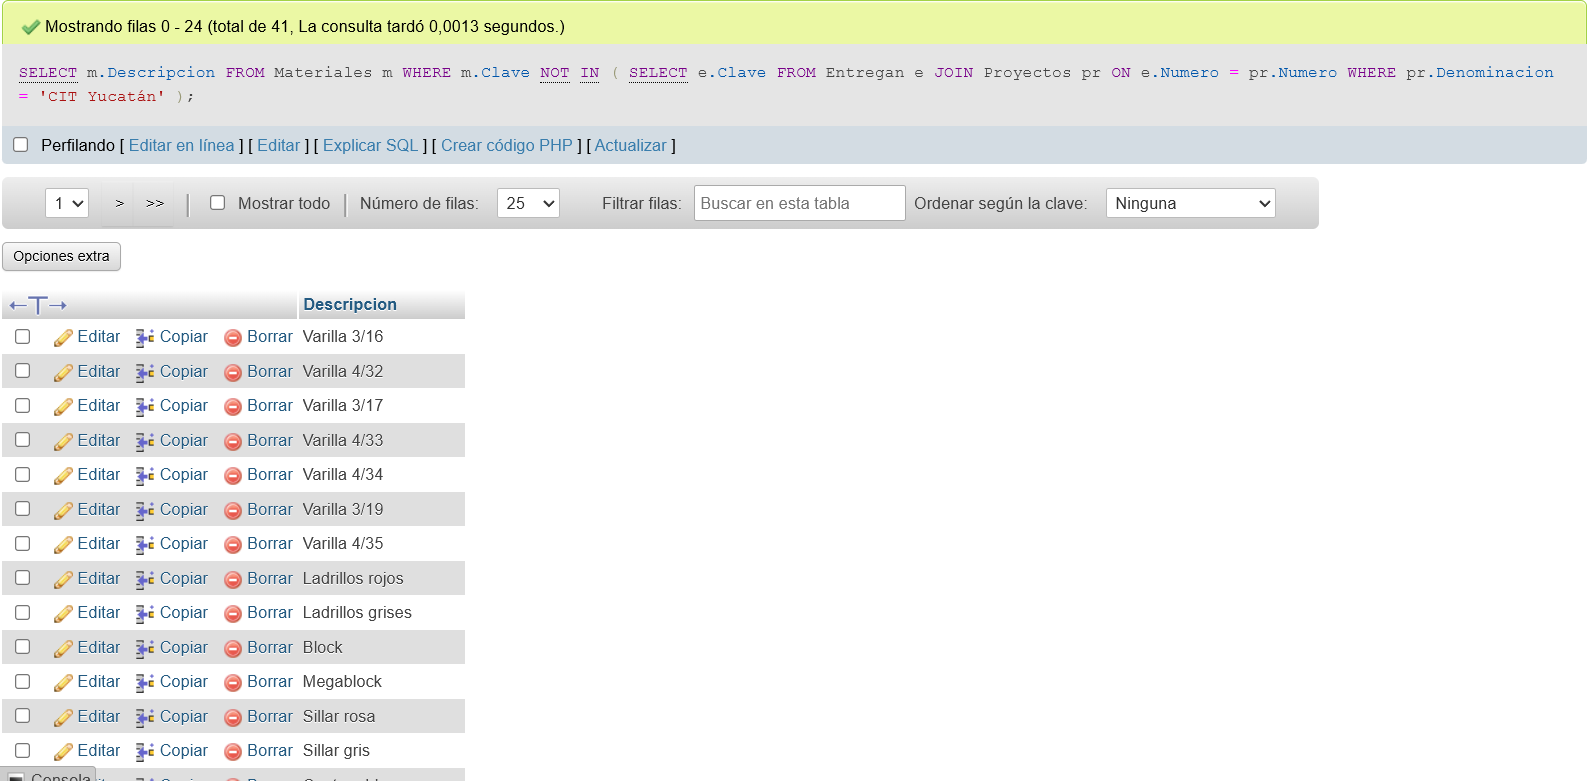 Mostrando filas 0 - 24 (total de 41, La consulta tardó 0,0013 segundos.)
SELECT m.Descripcion FROM Materiales m WHERE m.Clave NOT IN ( SELECT e.Clave FROM Entregan e JOIN Proyectos pr ON e.Numero = pr.Numero WHERE pr.Denominacion
= 'CIT Yucatán' );
Perfilando [ Editar en línea ] [ Editar ] [ Explicar SQL ] [ Crear código PHP ] [ Actualizar ]
1 > >> | Mostrar todo | Número de filas: 25 Filtrar filas: Buscar en esta tabla Ordenar según la clave: Ninguna
Opciones extra
←T→ Descripcion
Editar Copiar Borrar Varilla 3/16
Editar Copiar Borrar Varilla 4/32
Editar Copiar Borrar Varilla 3/17
Editar Copiar Borrar Varilla 4/33
Editar Copiar Borrar Varilla 4/34
Editar Copiar Borrar Varilla 3/19
Editar Copiar Borrar Varilla 4/35
Editar Copiar Borrar Ladrillos rojos
Editar Copiar Borrar Ladrillos grises
Editar Copiar Borrar Block
Editar Copiar Borrar Megablock
Editar Copiar Borrar Sillar rosa
Editar Copiar Borrar Sillar gris
Consola